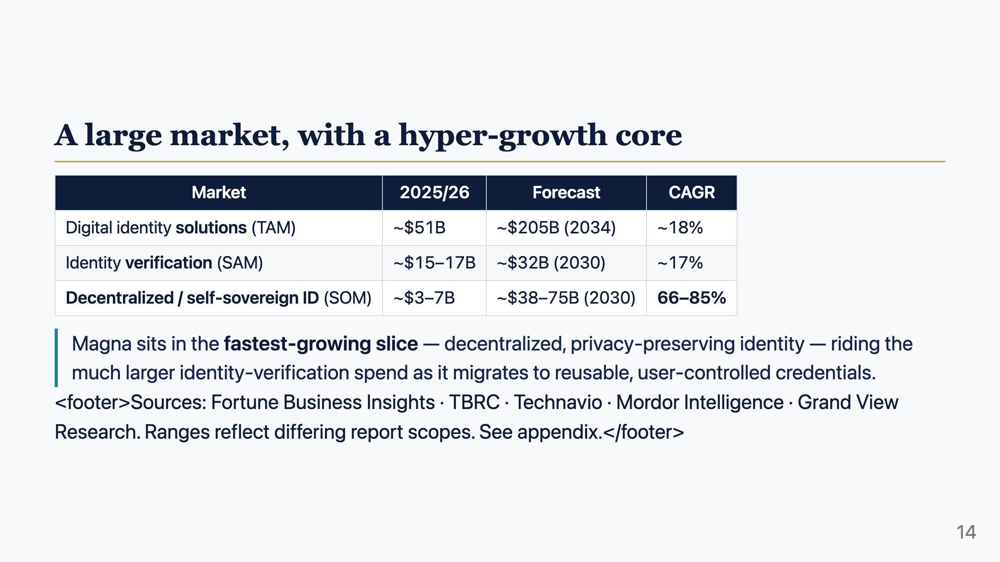 A large market, with a hyper-growth core
Market 2025/26 Forecast CAGR
Digital identity solutions (TAM) ~$51B ~$205B (2034) ~18%
Identity verification (SAM) ~$15–17B ~$32B (2030) ~17%
Decentralized / self-sovereign ID (SOM) ~$3–7B ~$38–75B (2030) 66–85%
Magna sits in the fastest-growing slice — decentralized, privacy-preserving identity — riding the
much larger identity-verification spend as it migrates to reusable, user-controlled credentials.
<footer>Sources: Fortune Business Insights · TBRC · Technavio · Mordor Intelligence · Grand View
Research. Ranges reflect differing report scopes. See appendix.</footer>
14